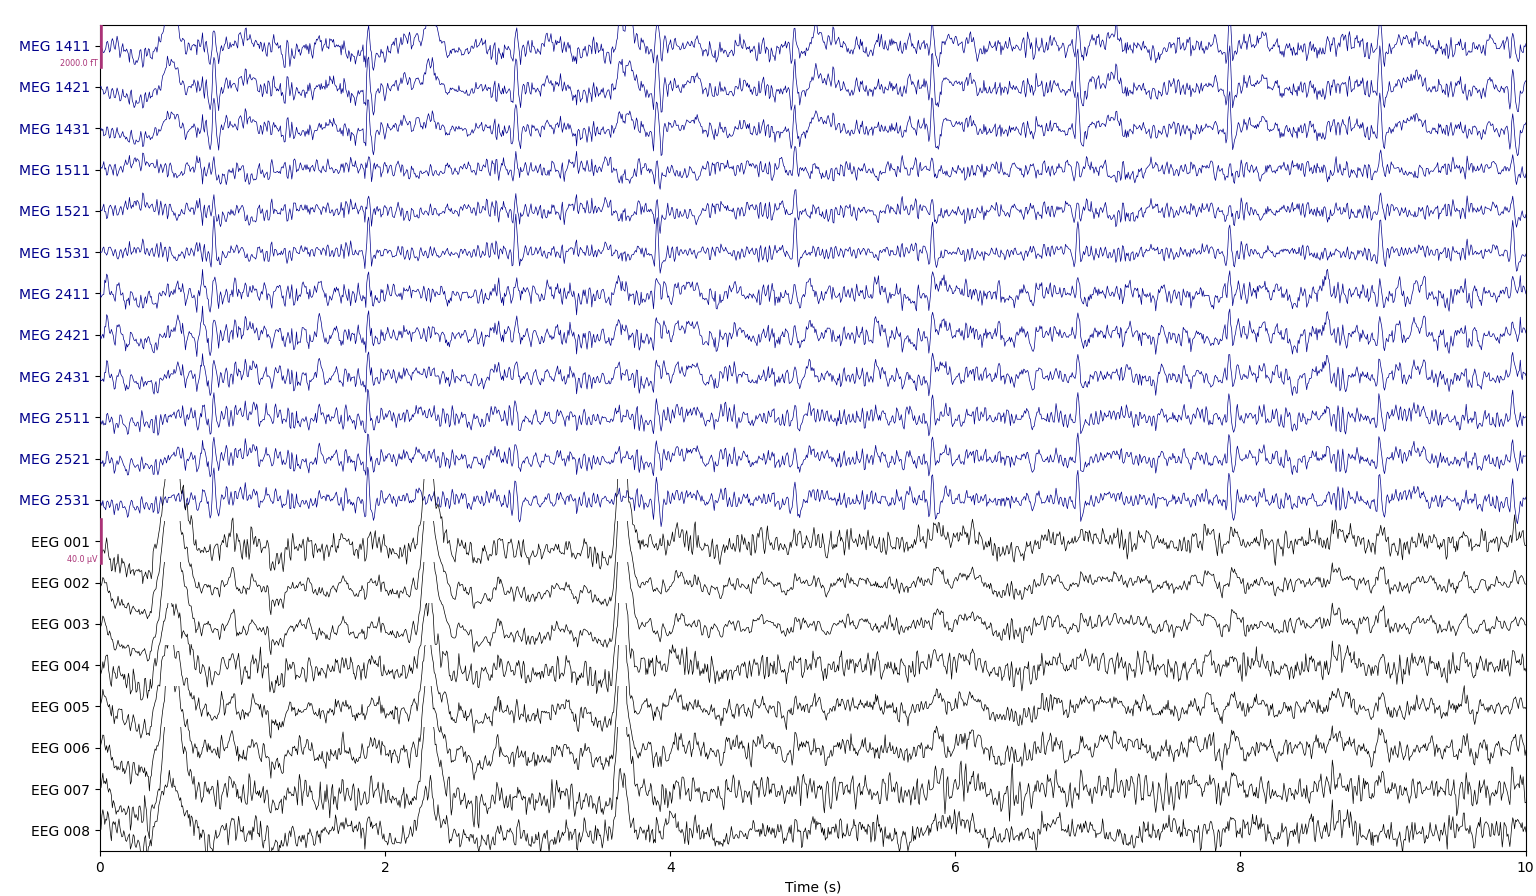 MEG 1411
2000.0 fT
MEG 1421
MEG 1431
MEG 1511
MEG 1521
MEG 1531
MEG 2411
MEG 2421
MEG 2431
MEG 2511
MEG 2521
MEG 2531
EEG 001
40.0 µV
EEG 002
EEG 003
EEG 004
EEG 005
EEG 006
EEG 007
EEG 008
0 2 4 6 8 10
Time (s)